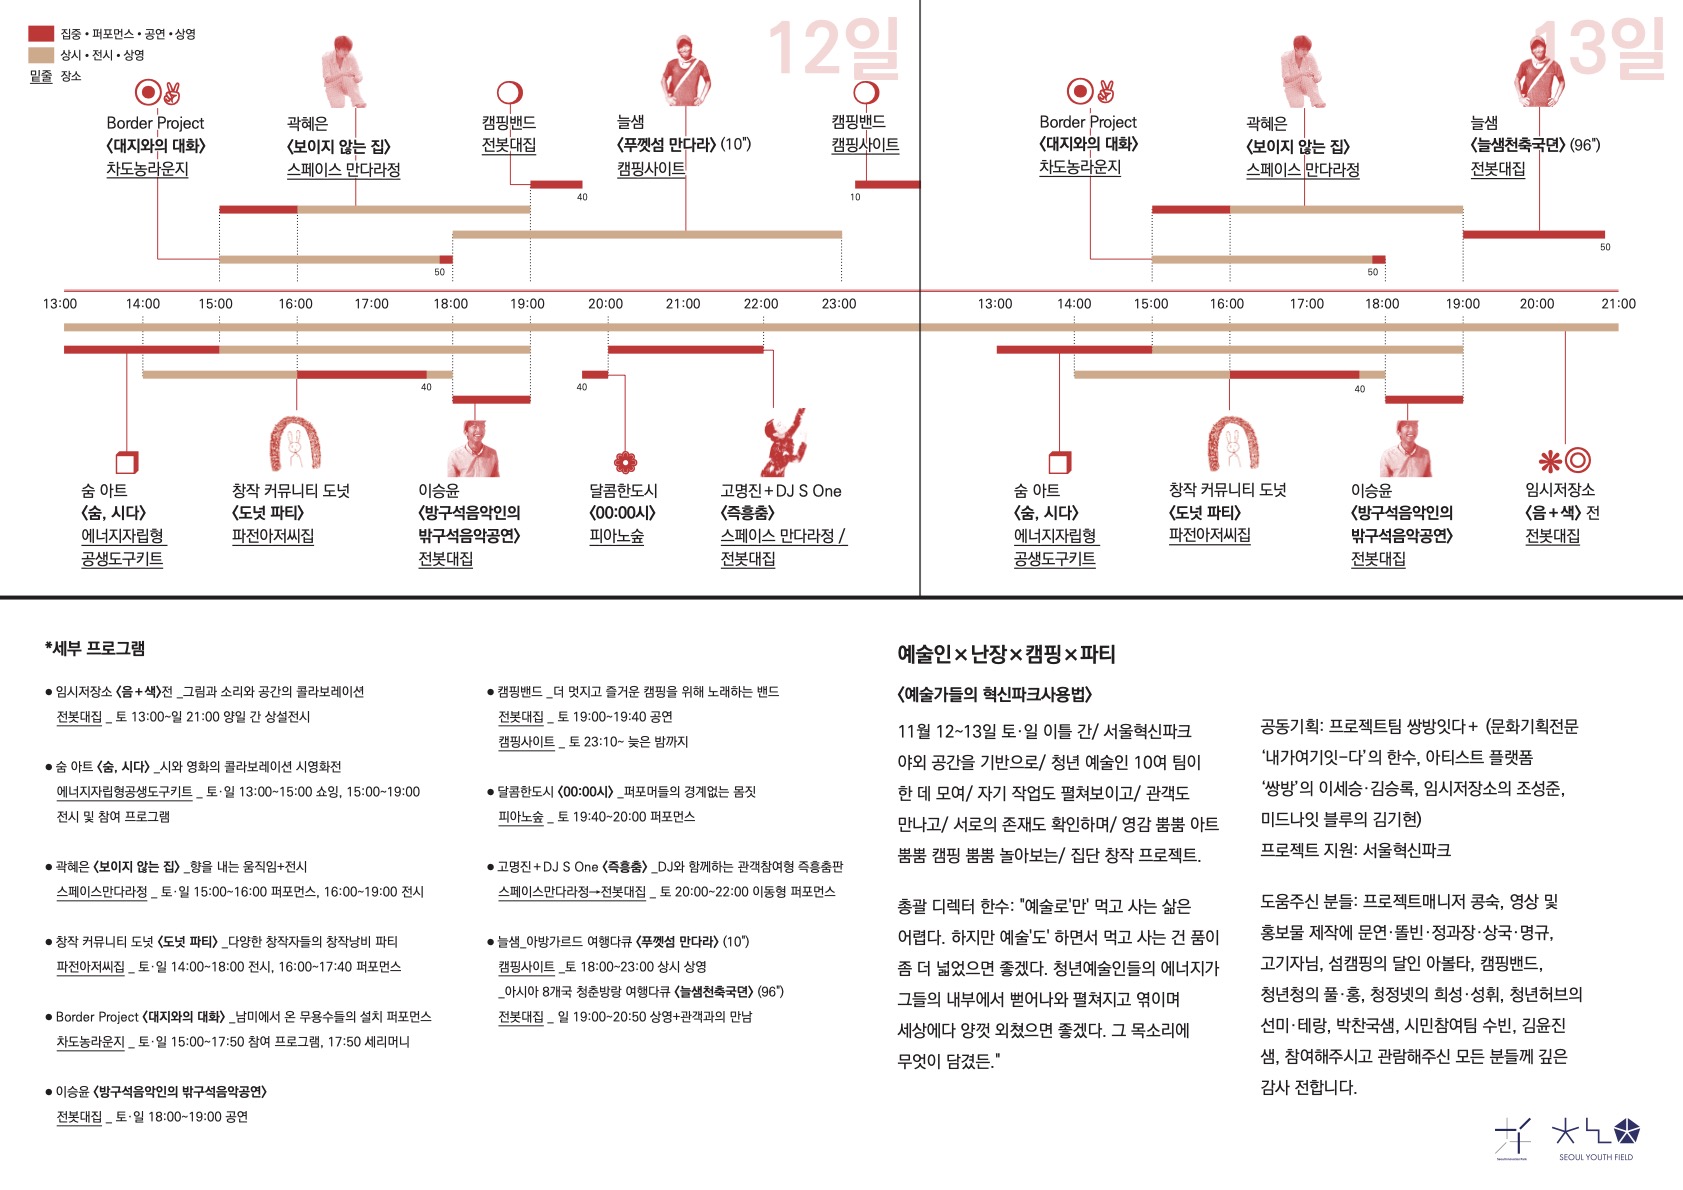 집중 • 퍼포먼스 • 공연 • 상영
상시 • 전시 • 상영
밑줄 장소
12일
Border Project
〈대지와의 대화〉
차도농라운지
곽혜은
〈보이지 않는 집〉
스페이스 만다라정
캠핑밴드
전봇대집
늘샘
〈푸껫섬 만다라〉 (10")
캠핑사이트
캠핑밴드
캠핑사이트
40
10
50
13:00 14:00 15:00 16:00 17:00 18:00 19:00 20:00 21:00 22:00 23:00
40
40
숨 아트
〈숨, 시다〉
에너지자립형
공생도구키트
창작 커뮤니티 도넛
〈도넛 파티〉
파전아저씨집
이승윤
〈방구석음악인의
밖구석음악공연〉
전봇대집
달콤한도시
〈00:00시〉
피아노숲
고명진+DJ S One
〈즉흥춤〉
스페이스 만다라정 /
전봇대집
13일
Border Project
〈대지와의 대화〉
차도농라운지
곽혜은
〈보이지 않는 집〉
스페이스 만다라정
늘샘
〈늘샘천축국뎐〉 (96")
전봇대집
50
50
13:00 14:00 15:00 16:00 17:00 18:00 19:00 20:00 21:00
40
숨 아트
〈숨, 시다〉
에너지자립형
공생도구키트
창작 커뮤니티 도넛
〈도넛 파티〉
파전아저씨집
이승윤
〈방구석음악인의
밖구석음악공연〉
전봇대집
임시저장소
〈음+색〉 전
전봇대집
*세부 프로그램
● 임시저장소 〈음+색〉전 _그림과 소리와 공간의 콜라보레이션
전봇대집 _ 토 13:00~일 21:00 양일 간 상설전시
● 숨 아트 〈숨, 시다〉 _시와 영화의 콜라보레이션 시영화전
에너지자립형공생도구키트 _ 토·일 13:00~15:00 쇼잉, 15:00~19:00
전시 및 참여 프로그램
● 곽혜은 〈보이지 않는 집〉 _향을 내는 움직임+전시
스페이스만다라정 _ 토·일 15:00~16:00 퍼포먼스, 16:00~19:00 전시
● 창작 커뮤니티 도넛 〈도넛 파티〉 _다양한 창작자들의 창작낭비 파티
파전아저씨집 _ 토·일 14:00~18:00 전시, 16:00~17:40 퍼포먼스
● Border Project 〈대지와의 대화〉 _남미에서 온 무용수들의 설치 퍼포먼스
차도농라운지 _ 토·일 15:00~17:50 참여 프로그램, 17:50 세리머니
● 이승윤 〈방구석음악인의 밖구석음악공연〉
전봇대집 _ 토·일 18:00~19:00 공연
● 캠핑밴드 _더 멋지고 즐거운 캠핑을 위해 노래하는 밴드
전봇대집 _ 토 19:00~19:40 공연
캠핑사이트 _ 토 23:10~ 늦은 밤까지
● 달콤한도시 〈00:00시〉 _퍼포머들의 경계없는 몸짓
피아노숲 _ 토 19:40~20:00 퍼포먼스
● 고명진+DJ S One 〈즉흥춤〉 _DJ와 함께하는 관객참여형 즉흥춤판
스페이스만다라정→전봇대집 _ 토 20:00~22:00 이동형 퍼포먼스
● 늘샘_아방가르드 여행다큐 〈푸껫섬 만다라〉 (10")
캠핑사이트 _토 18:00~23:00 상시 상영
_아시아 8개국 청춘방랑 여행다큐 〈늘샘천축국뎐〉 (96")
전봇대집 _ 일 19:00~20:50 상영+관객과의 만남
예술인×난장×캠핑×파티
〈예술가들의 혁신파크사용법〉
11월 12~13일 토·일 이틀 간/ 서울혁신파크
야외 공간을 기반으로/ 청년 예술인 10여 팀이
한 데 모여/ 자기 작업도 펼쳐보이고/ 관객도
만나고/ 서로의 존재도 확인하며/ 영감 뿜뿜 아트
뿜뿜 캠핑 뿜뿜 놀아보는/ 집단 창작 프로젝트.
총괄 디렉터 한수: "예술로'만' 먹고 사는 삶은
어렵다. 하지만 예술'도' 하면서 먹고 사는 건 품이
좀 더 넓었으면 좋겠다. 청년예술인들의 에너지가
그들의 내부에서 뻗어나와 펼쳐지고 엮이며
세상에다 양껏 외쳤으면 좋겠다. 그 목소리에
무엇이 담겼든."
공동기획: 프로젝트팀 쌍방잇다+ (문화기획전문
‘내가여기잇-다’의 한수, 아티스트 플랫폼
‘쌍방’의 이세승·김승록, 임시저장소의 조성준,
미드나잇 블루의 김기현)
프로젝트 지원: 서울혁신파크
도움주신 분들: 프로젝트매니저 콩숙, 영상 및
홍보물 제작에 문연·똘빈·정과장·상국·명규,
고기자님, 섬캠핑의 달인 아볼타, 캠핑밴드,
청년청의 풀·홍, 청정넷의 희성·성휘, 청년허브의
선미·테랑, 박찬국샘, 시민참여팀 수빈, 김윤진
샘, 참여해주시고 관람해주신 모든 분들께 깊은
감사 전합니다.
SEOUL YOUTH FIELD